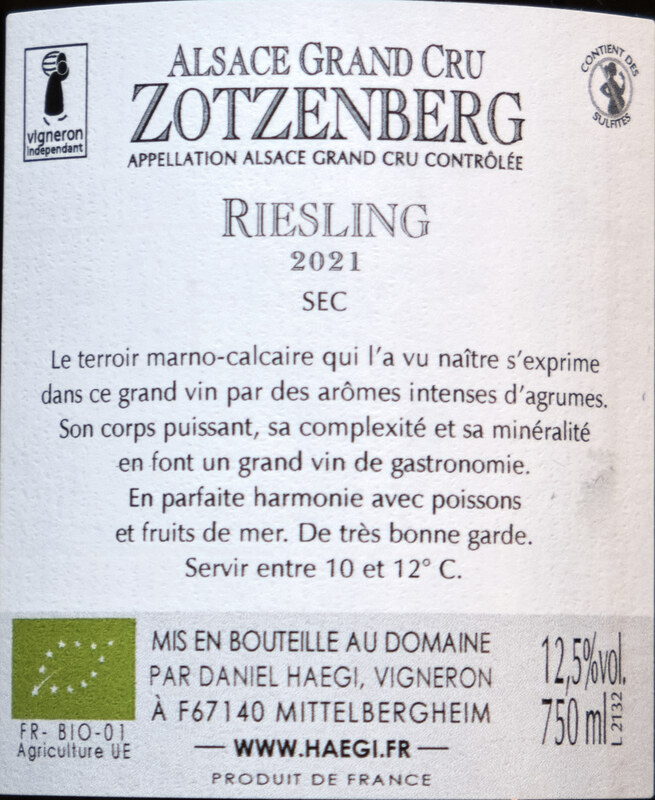 vigneron
indépendant
CONTIENT DES
SULFITES
ALSACE GRAND CRU
ZOTZENBERG
APPELLATION ALSACE GRAND CRU CONTRÔLÉE
RIESLING
2021
SEC
Le terroir marno-calcaire qui l'a vu naître s'exprime
dans ce grand vin par des arômes intenses d'agrumes.
Son corps puissant, sa complexité et sa minéralité
en font un grand vin de gastronomie.
En parfaite harmonie avec poissons
et fruits de mer. De très bonne garde.
Servir entre 10 et 12° C.
FR- BIO-01
Agriculture UE
MIS EN BOUTEILLE AU DOMAINE
PAR DANIEL HAEGI, VIGNERON
À F67140 MITTELBERGHEIM
— WWW.HAEGI.FR —
PRODUIT DE FRANCE
12,5%vol.
750 ml
L 2132